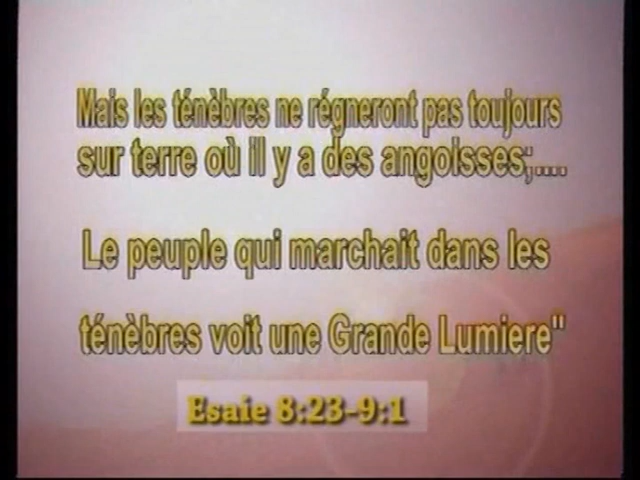 Mais les ténèbres ne régneront pas toujours
sur terre où il y a des angoisses;....
Le peuple qui marchait dans les
ténèbres voit une Grande Lumiere"
Esaie 8:23-9:1